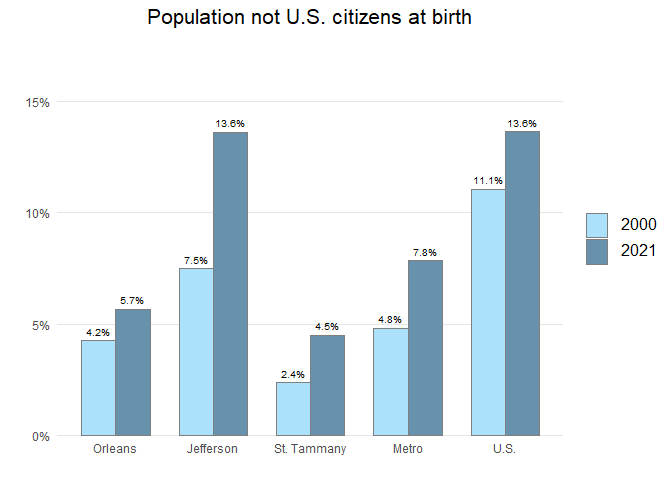 Population not U.S. citizens at birth
15%
10%
5%
0%
4.2%
5.7%
7.5%
13.6%
2.4%
4.5%
4.8%
7.8%
11.1%
13.6%
Orleans
Jefferson
St. Tammany
Metro
U.S.
2000
2021